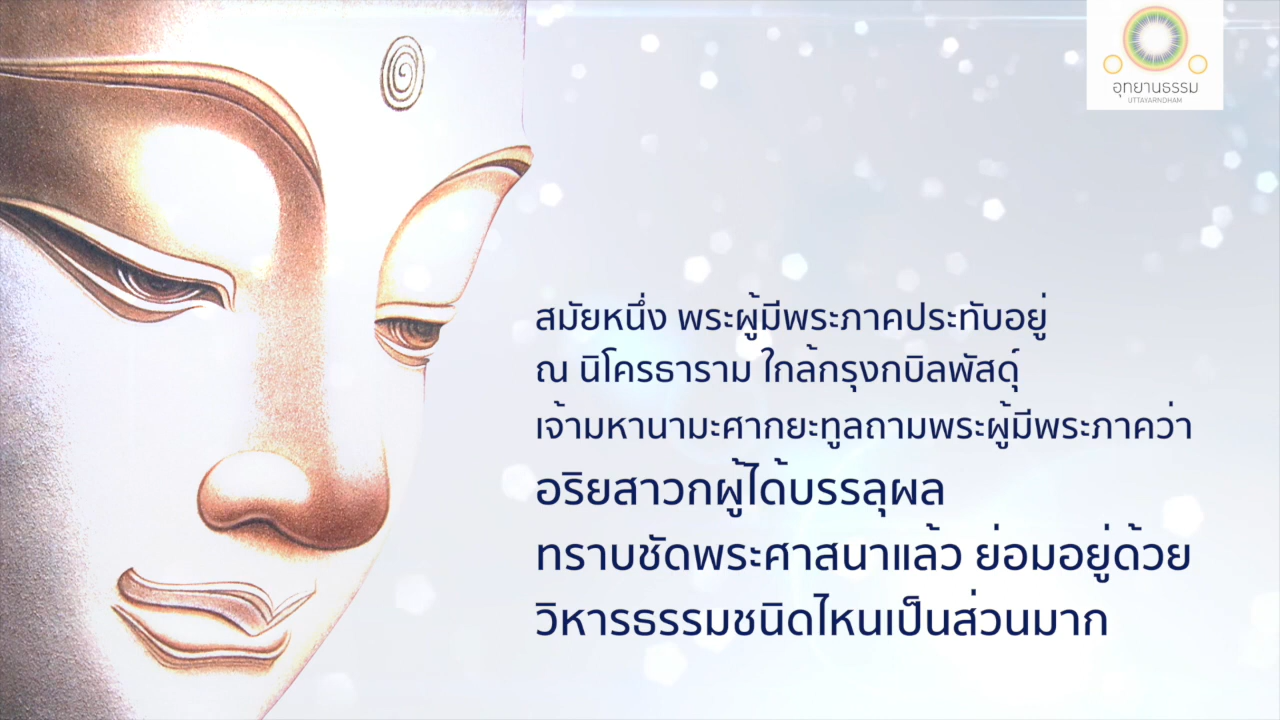 อุทยานธรรม
UTTAYARNDHAM
สมัยหนึ่ง พระผู้มีพระภาคประทับอยู่
ณ นิโครธาราม ใกล้กรุงกบิลพัสดุ์
เจ้ามหานามะศากยะทูลถามพระผู้มีพระภาคว่า
อริยสาวกผู้ได้บรรลุผล
ทราบชัดพระศาสนาแล้ว ย่อมอยู่ด้วย
วิหารธรรมชนิดไหนเป็นส่วนมาก